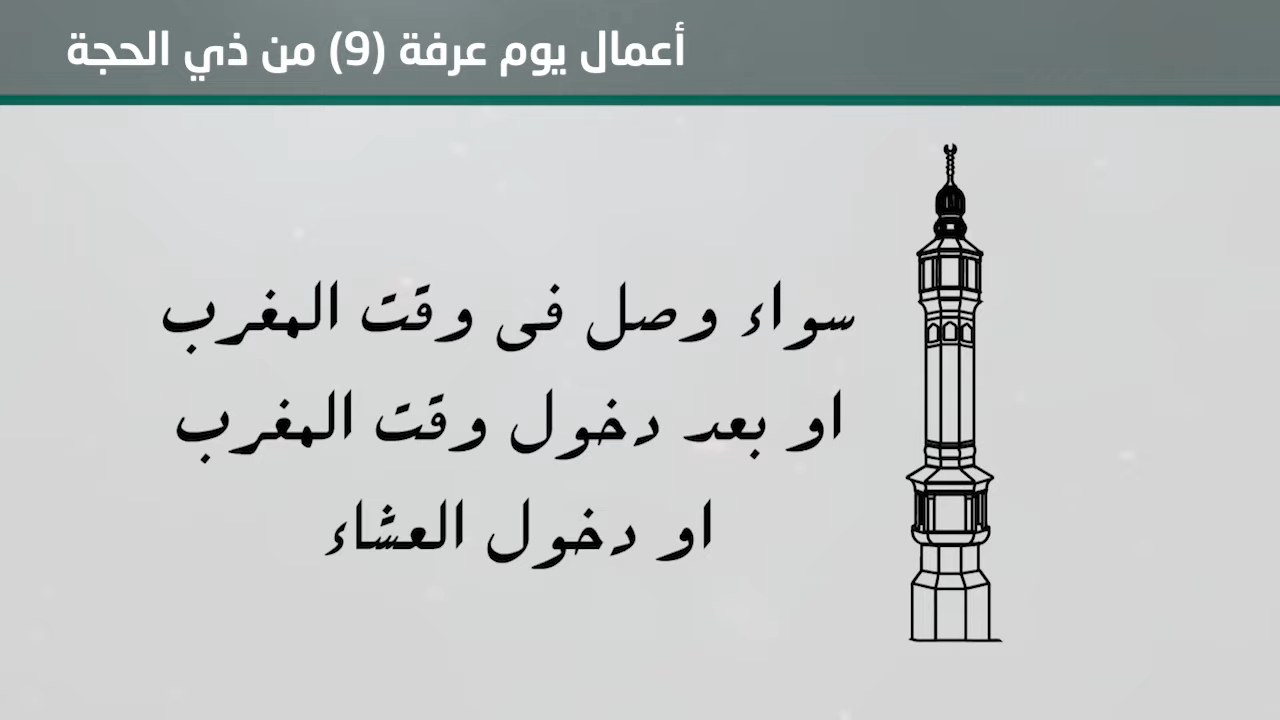 أعمال يوم عرفة (9) من ذي الحجة
سواء وصل فى وقت المغرب
او بعد دخول وقت المغرب
او دخول العشاء